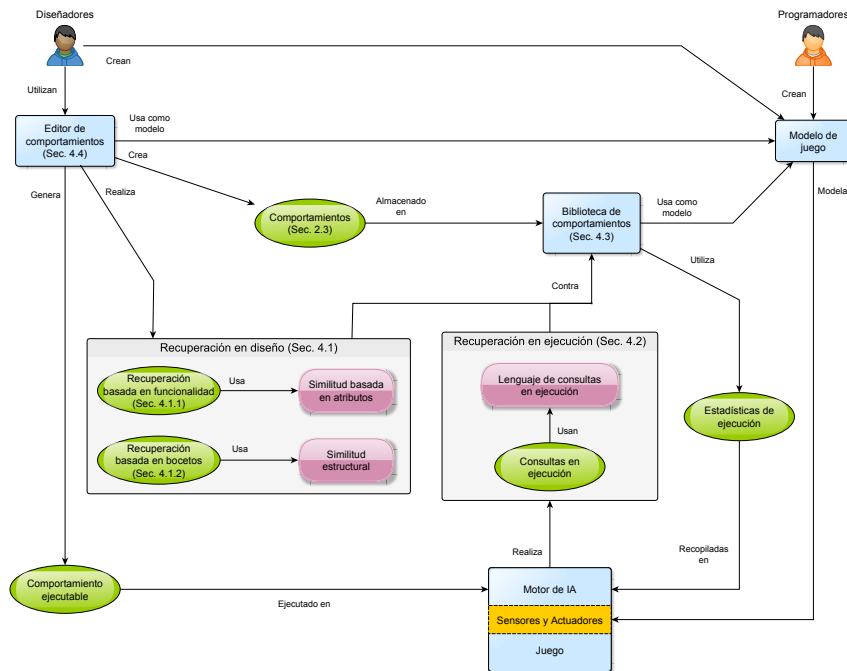 Diseñadores
Programadores
Crean
Utilizan
Crean
Editor de
comportamientos
(Sec. 4.4)
Usa como
modelo
Modelo de
juego
Crea
Genera
Realiza
Modela
Comportamientos
(Sec. 2.3)
Almacenado
en
Biblioteca de
comportamientos
(Sec. 4.3)
Usa como
modelo
Utiliza
Contra
Recuperación en diseño (Sec. 4.1)
Recuperación
basada en funcionalidad
(Sec. 4.1.1)
Usa
Similitud basada
en atributos
Recuperación
basada en bocetos
(Sec. 4.1.2)
Usa
Similitud
estructural
Recuperación en ejecución (Sec. 4.2)
Lenguaje de consultas
en ejecución
Usan
Consultas en
ejecución
Estadísticas de
ejecución
Realiza
Recopiladas
en
Comportamiento
ejecutable
Ejecutado en
Motor de IA
Sensores y Actuadores
Juego